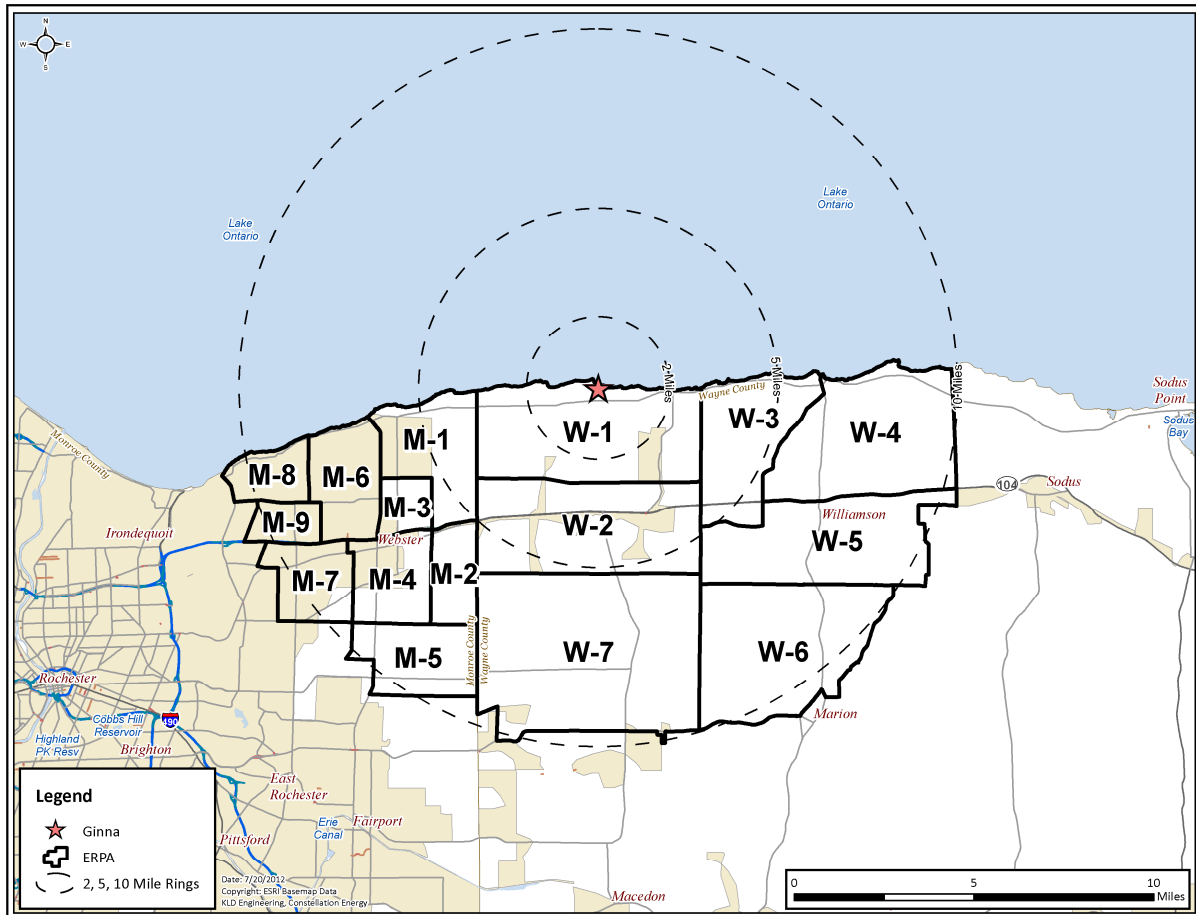 N
W E
S
Lake
Ontario
Lake
Ontario
2 Miles
5 Miles
10 Miles
Wayne County
Sodus
Point
Sodus
Bay
Monroe County
M-1
W-1
W-3
W-4
M-8
M-6
M-3
M-9
W-2
104
Sodus
Williamson
Irondequoit
Webster
W-5
M-7
M-4
M-2
Monroe County
Wayne County
M-5
W-7
W-6
Rochester
Marion
490
Cobbs Hill
Reservoir
Highland
PK Resv
Brighton
East
Rochester
Erie
Canal
Fairport
Pittsford
Macedon
Legend
Ginna
ERPA
2, 5, 10 Mile Rings
Date: 7/20/2012
Copyright: ESRI Basemap Data
KLD Engineering, Constellation Energy
0 5 10
Miles